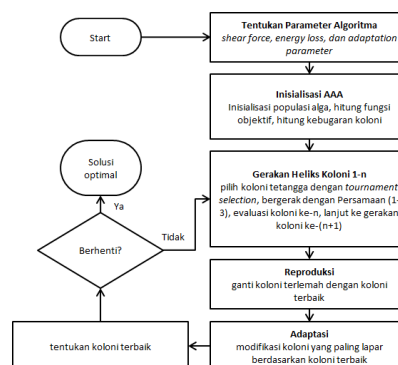 Start
Tentukan Parameter Algoritma
shear force, energy loss, dan adaptation
parameter
Inisialisasi AAA
Inisialisasi populasi alga, hitung fungsi
objektif, hitung kebugaran koloni
Gerakan Heliks Koloni 1-n
pilih koloni tetangga dengan tournament
selection, bergerak dengan Persamaan (1-
3), evaluasi koloni ke-n, lanjut ke gerakan
koloni ke-(n+1)
Reproduksi
ganti koloni terlemah dengan koloni
terbaik
Adaptasi
modifikasi koloni yang paling lapar
berdasarkan koloni terbaik
tentukan koloni terbaik
Berhenti?
Tidak
Ya
Solusi
optimal